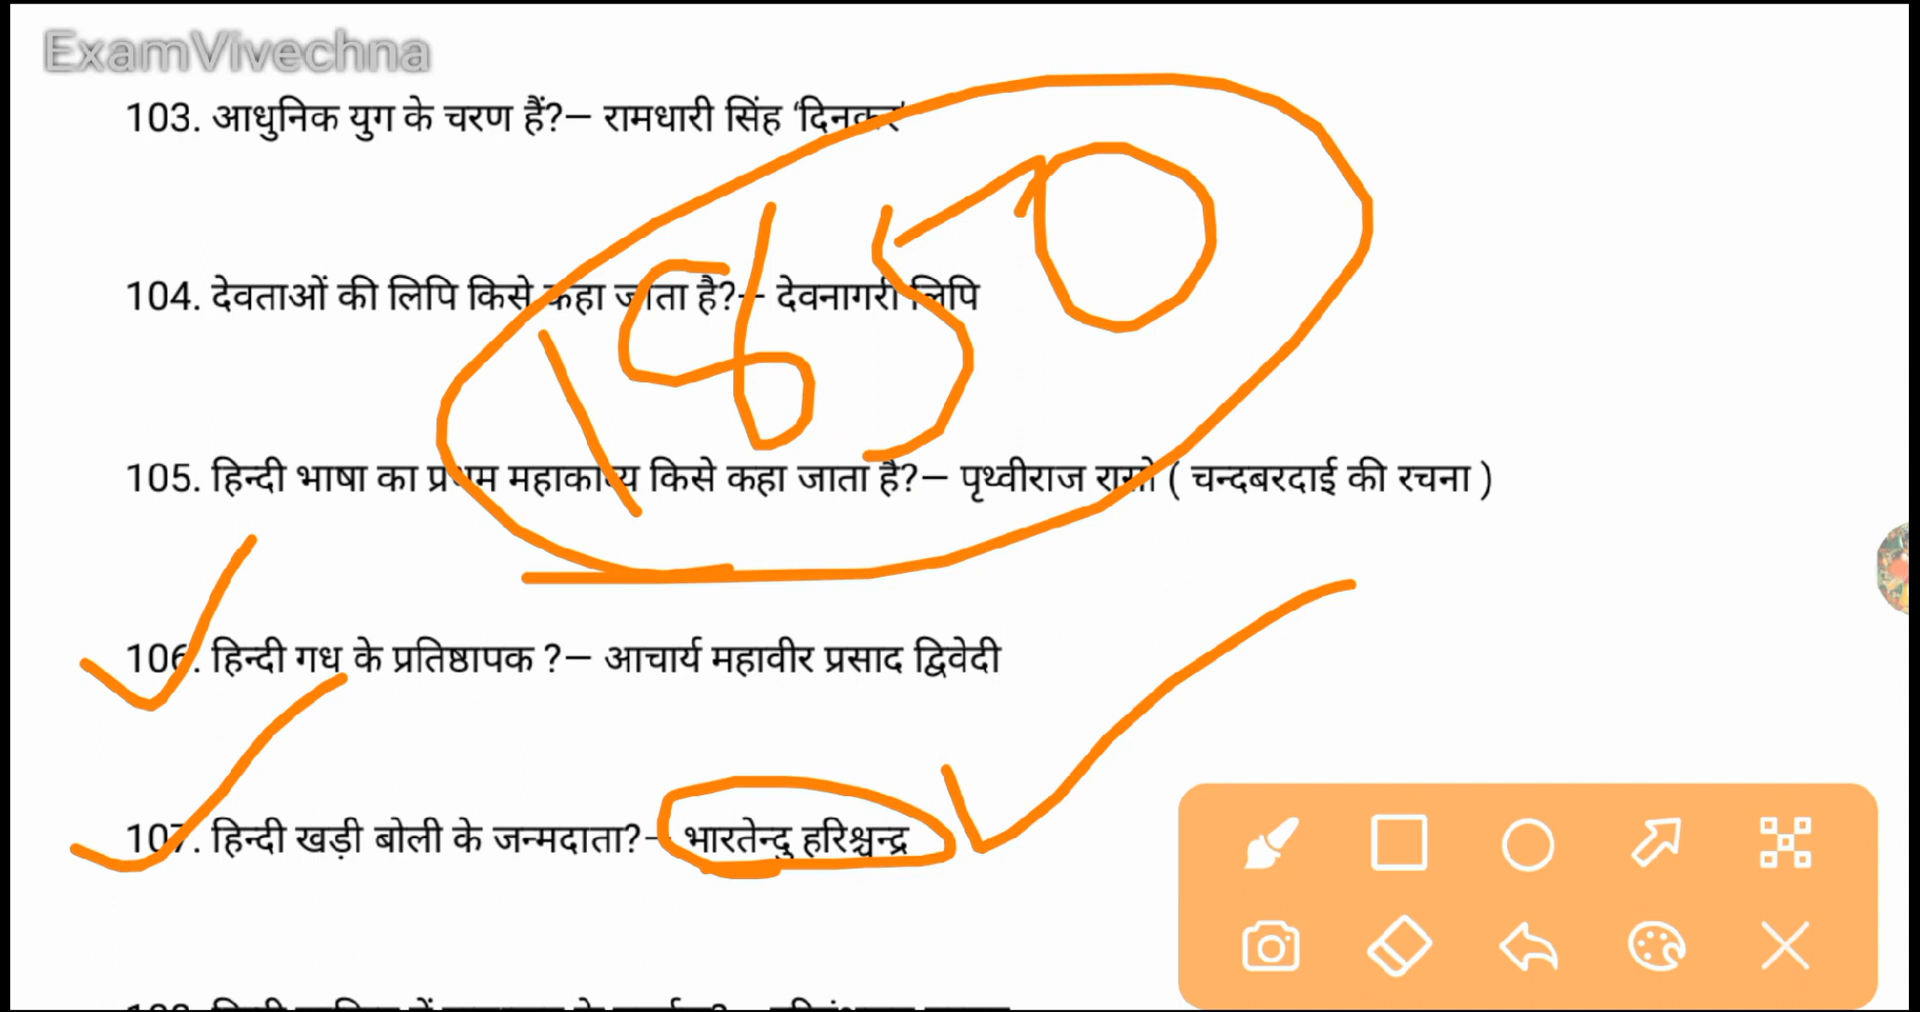 ExamVivechna
103. आधुनिक युग के चरण हैं?– रामधारी सिंह ‘दिनकर’
1850
104. देवताओं की लिपि किसे कहा जाता है?– देवनागरी लिपि
105. हिन्दी भाषा का प्रथम महाकाव्य किसे कहा जाता है?– पृथ्वीराज रासो ( चन्दबरदाई की रचना )
106. हिन्दी गध के प्रतिष्ठापक ?– आचार्य महावीर प्रसाद द्विवेदी
107. हिन्दी खड़ी बोली के जन्मदाता?– भारतेन्दु हरिश्चन्द्र